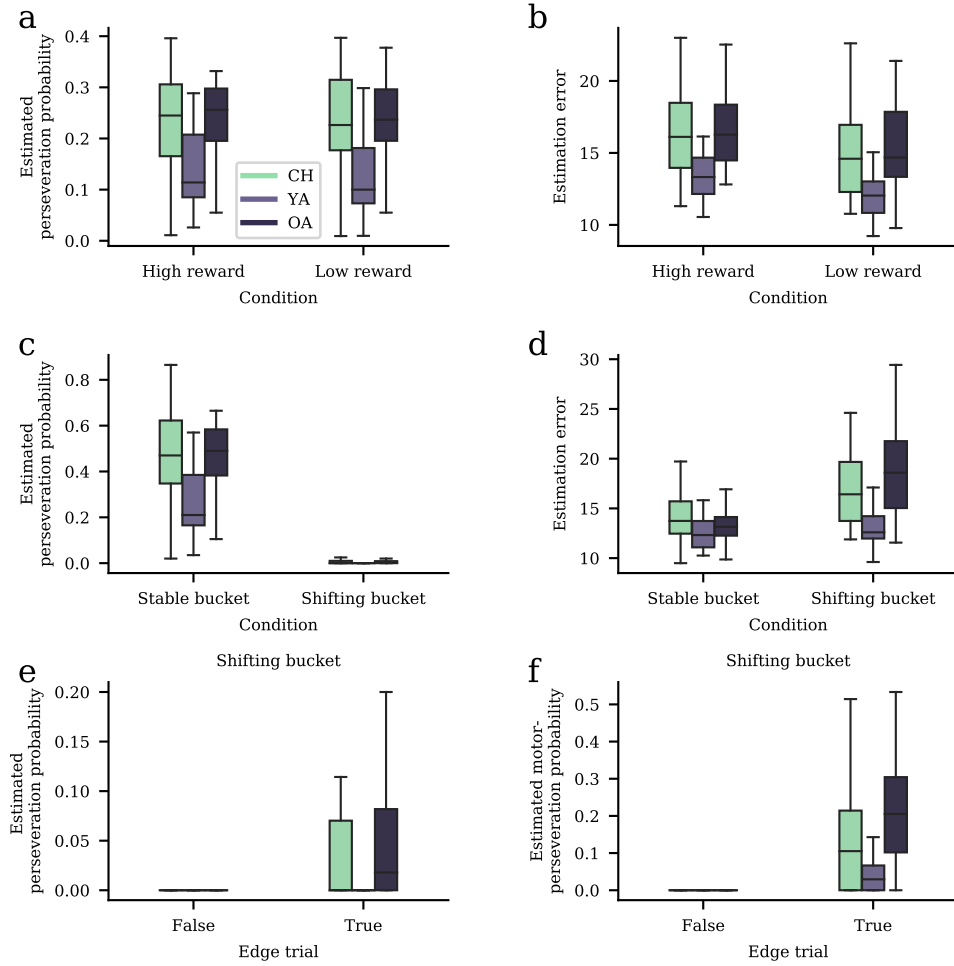 a
Estimated
perseveration probability
0.4
0.3
0.2
0.1
0.0
CH
YA
OA
High reward
Low reward
Condition
b
Estimation error
20
15
10
High reward
Low reward
Condition
c
Estimated
perseveration probability
0.8
0.6
0.4
0.2
0.0
Stable bucket
Shifting bucket
Condition
d
Estimation error
30
25
20
15
10
Stable bucket
Shifting bucket
Condition
e
Shifting bucket
Estimated
perseveration probability
0.20
0.15
0.10
0.05
0.00
False
True
Edge trial
f
Shifting bucket
Estimated motor-
perseveration probability
0.5
0.4
0.3
0.2
0.1
0.0
False
True
Edge trial